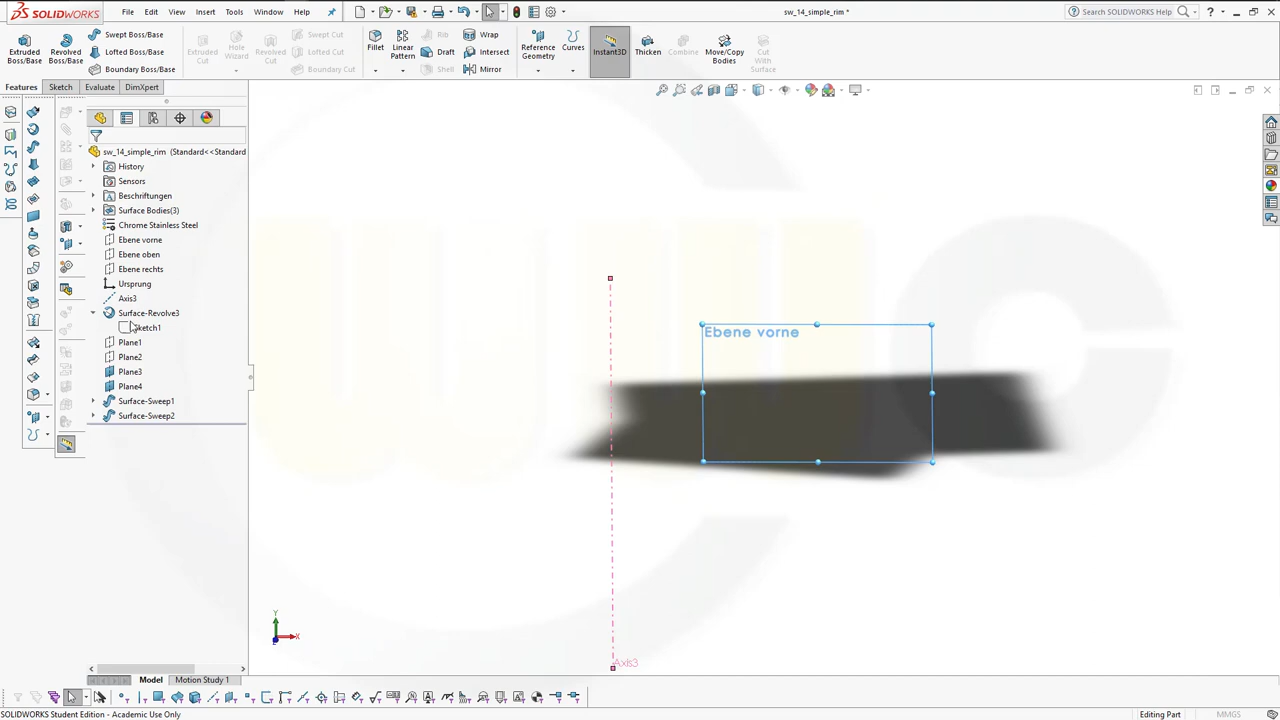 SOLIDWORKS
File Edit View Insert Tools Window Help
sw_14_simple_rim *
Search SOLIDWORKS Help
Extruded Boss/Base
Revolved Boss/Base
Swept Boss/Base
Lofted Boss/Base
Boundary Boss/Base
Extruded Cut
Hole Wizard
Revolved Cut
Swept Cut
Lofted Cut
Boundary Cut
Fillet
Linear Pattern
Rib
Draft
Shell
Wrap
Intersect
Mirror
Reference Geometry
Curves
Instant3D
Thicken
Combine
Move/Copy Bodies
Cut With Surface
Features Sketch Evaluate DimXpert
sw_14_simple_rim (Standard<<Standard
History
Sensors
Beschriftungen
Surface Bodies(3)
Chrome Stainless Steel
Ebene vorne
Ebene oben
Ebene rechts
Ursprung
Axis3
Surface-Revolve3
ketch1
Plane1
Plane2
Plane3
Plane4
Surface-Sweep1
Surface-Sweep2
Ebene vorne
Axis3
Y
X
Model Motion Study 1
SOLIDWORKS Student Edition - Academic Use Only
Editing Part
MMGS